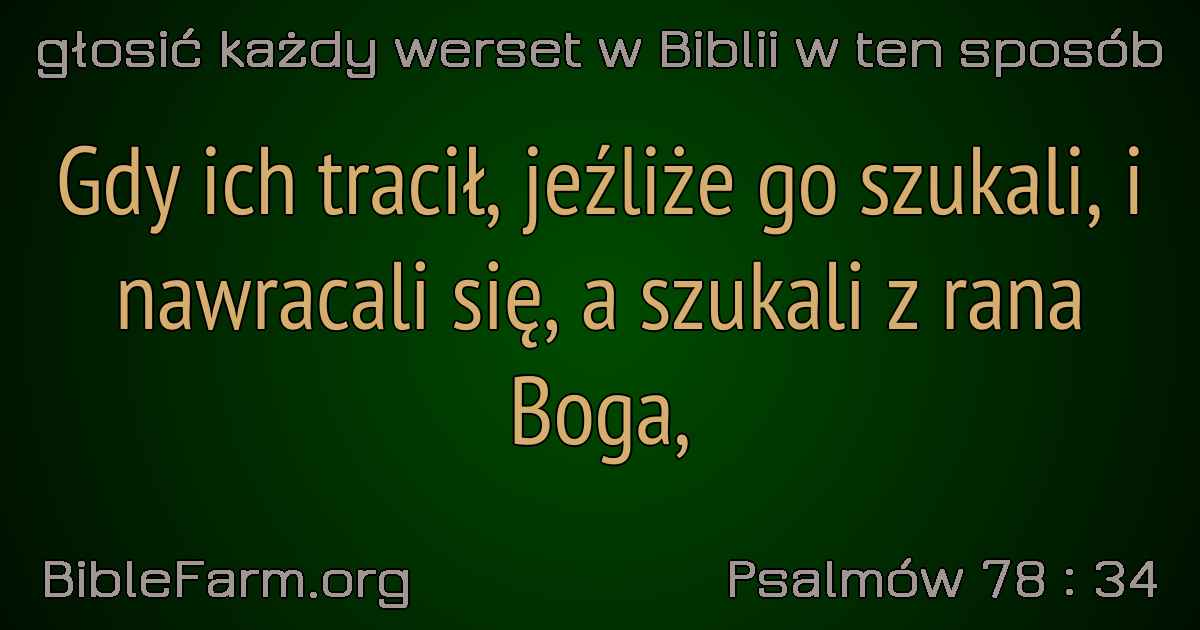 głosić każdy werset w Biblii w ten sposób
Gdy ich tracił, jeźliże go szukali, i
nawracali się, a szukali z rana
Boga,
BibleFarm.org
Psalmów 78 : 34